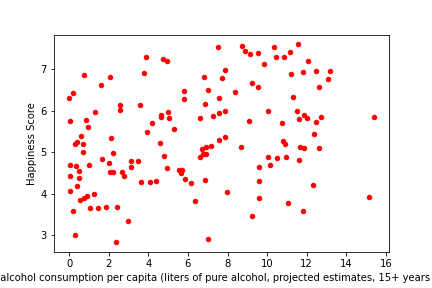 Happiness Score
7
6
5
4
3
0 2 4 6 8 10 12 14 16
alcohol consumption per capita (liters of pure alcohol, projected estimates, 15+ years